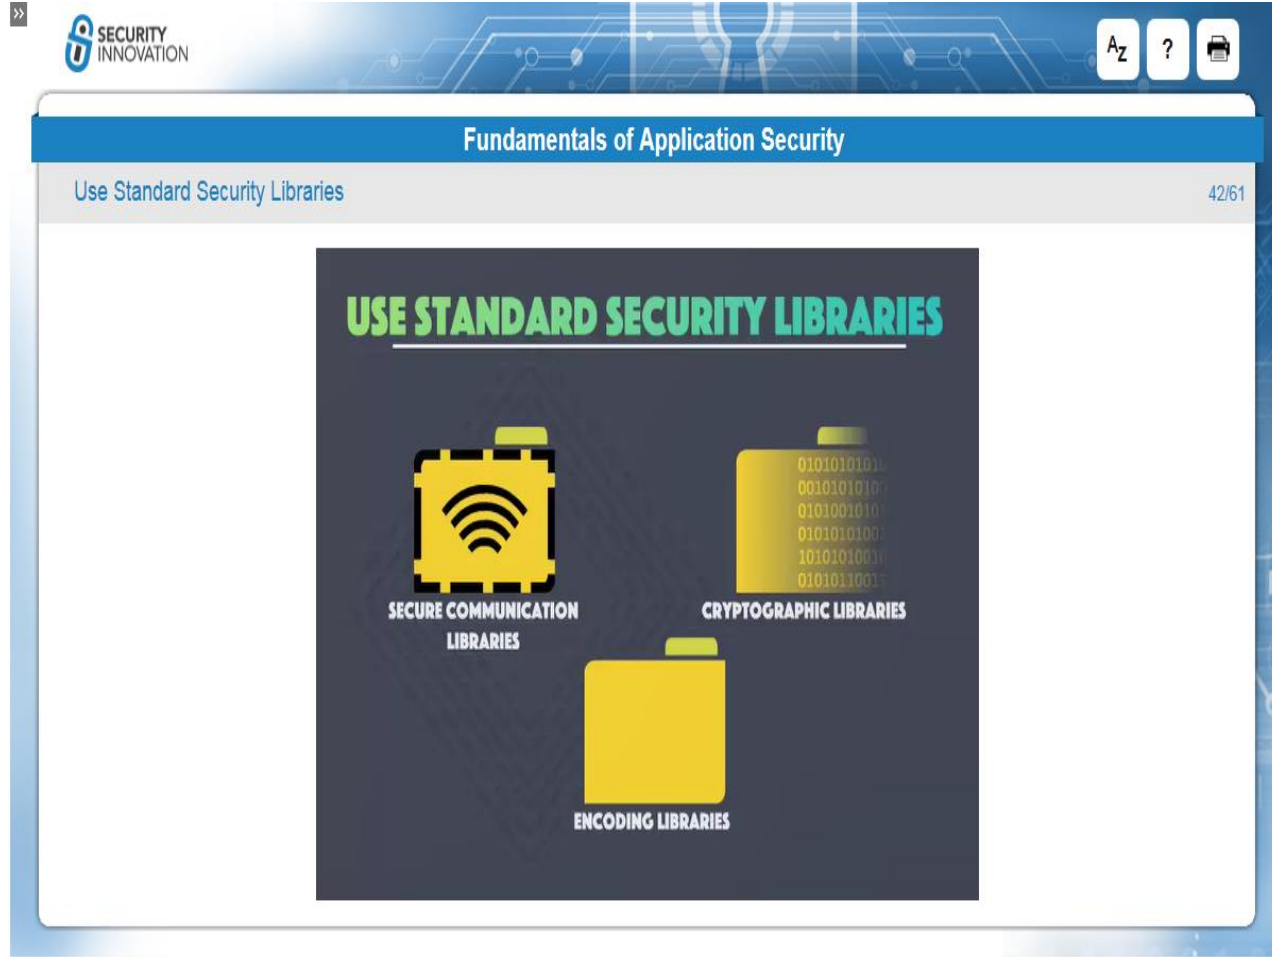 »
SECURITY
INNOVATION
AZ
?
Fundamentals of Application Security
Use Standard Security Libraries
42/61
USE STANDARD SECURITY LIBRARIES
SECURE COMMUNICATION
LIBRARIES
CRYPTOGRAPHIC LIBRARIES
ENCODING LIBRARIES